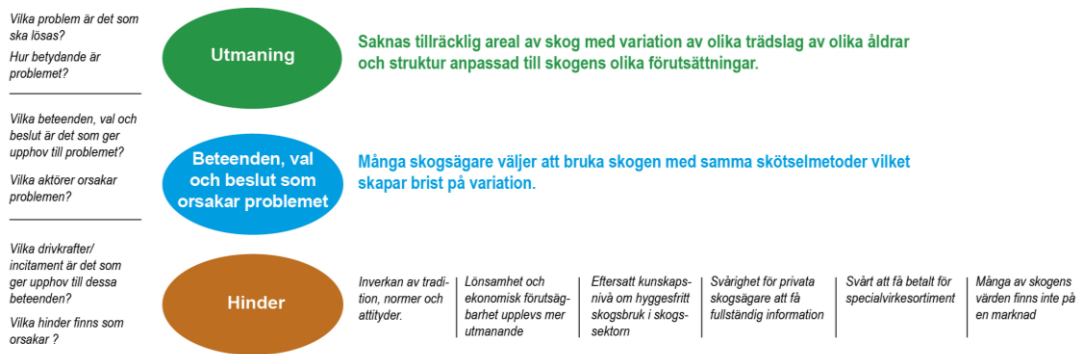 Vilka problem är det som
ska lösas?
Hur betydande är
problemet?
Utmaning
Saknas tillräcklig areal av skog med variation av olika trädslag av olika åldrar
och struktur anpassad till skogens olika förutsättningar.
Vilka beteenden, val och
beslut är det som ger
upphov till problemet?
Vilka aktörer orsakar
problemen?
Beteenden, val
och beslut som
orsakar problemet
Många skogsägare väljer att bruka skogen med samma skötselmetoder vilket
skapar brist på variation.
Vilka drivkrafter/
incitament är det som
ger upphov till dessa
beteenden?
Vilka hinder finns som
orsakar ?
Hinder
Inverkan av tradi-
tion, normer och
attityder.
Lönsamhet och
ekonomisk förutsäg-
barhet upplevs mer
utmanande
Eftersatt kunskaps-
nivå om hyggesfritt
skogsbruk i skogs-
sektorn
Svårighet för privata
skogsägare att få
fullständig information
Svårt att få betalt för
specialvirkesortiment
Många av skogens
värden finns inte på
en marknad